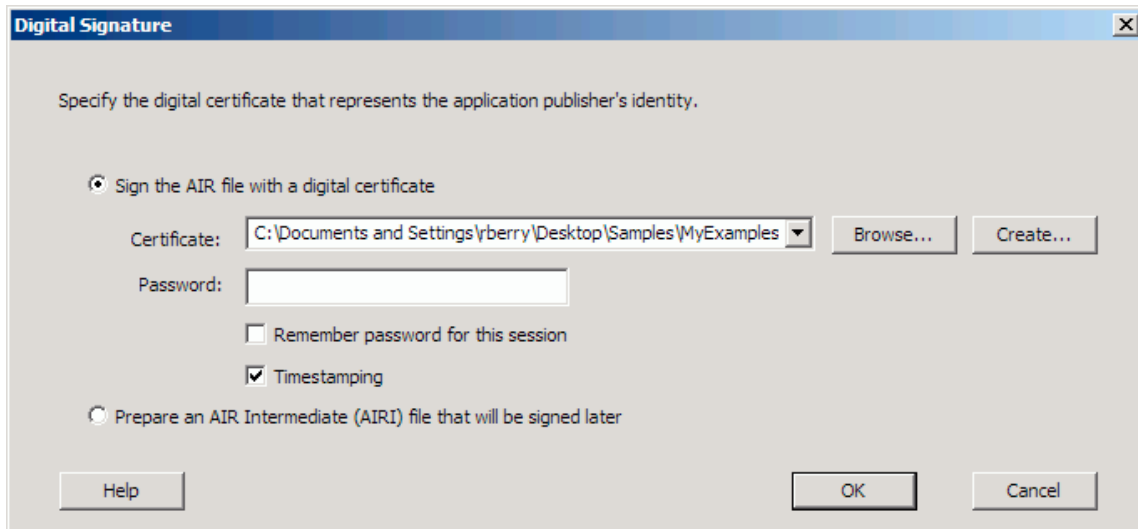 Digital Signature
Specify the digital certificate that represents the application publisher's identity.
Sign the AIR file with a digital certificate
Certificate: C:\Documents and Settings\rberry\Desktop\Samples\MyExamples Browse... Create...
Password:
Remember password for this session
Timestamping
Prepare an AIR Intermediate (AIRI) file that will be signed later
Help OK Cancel